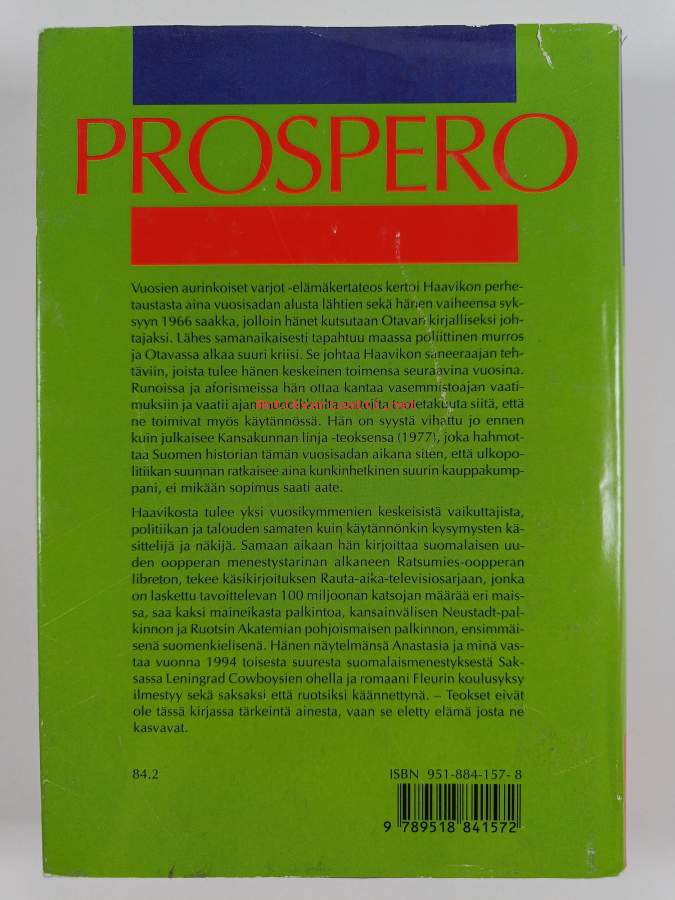 PROSPERO
Vuosien aurinkoiset varjot -elämäkertateos kertoi Haavikon perhe-
taustasta aina vuosisadan alusta lähtien sekä hänen vaiheensa syk-
syyn 1966 saakka, jolloin hänet kutsutaan Otavan kirjalliseksi joh-
tajaksi. Lähes samanaikaisesti tapahtuu maassa poliittinen murros
ja Otavassa alkaa suuri kriisi. Se johtaa Haavikon saneeraajan teh-
täviin, joista tulee hänen keskeinen toimensa seuraavina vuosina.
Runoissa ja aforismeissa hän ottaa kantaa vasemmistoajan vaati-
muksiin ja vaatii ajan tuotetakuuta siitä, että
ne toimivat myös käytännössä. Hän on syystä vihattu jo ennen
kuin julkaisee Kansakunnan linja -teoksensa (1977), joka hahmot-
taa Suomen historian tämän vuosisadan aikana siten, että ulkopo-
litiikan suunnan ratkaisee aina kunkinhetkinen suurin kauppakump-
pani, ei mikään sopimus saati aate.
Haavikosta tulee yksi vuosikymmenien keskeisistä vaikuttajista,
politiikan ja talouden samaten kuin käytännönkin kysymysten kä-
sittelijä ja näkijä. Samaan aikaan hän kirjoittaa suomalaisen uu-
den oopperan menestystarinan alkaneen Ratsumies-oopperan
libreton, tekee käsikirjoituksen Rauta-aika-televisiosarjaan, jonka
on laskettu tavoittelevan 100 miljoonan katsojan määrää eri mais-
sa, saa kaksi maineikasta palkintoa, kansainvälisen Neustadt-pal-
kinnon ja Ruotsin Akatemian pohjoismaisen palkinnon, ensimmäi-
senä suomenkielisenä. Hänen näytelmänsä Anastasia ja minä vas-
taa vuonna 1994 toisesta suuresta suomalaismenestyksestä Sak-
sassa Leningrad Cowboysien ohella ja romaani Fleurin koulusyksy
ilmestyy sekä saksaksi että ruotsiksi käännettynä. – Teokset eivät
ole tässä kirjassa tärkeintä ainesta, vaan se eletty elämä josta ne
kasvavat.
84.2
ISBN 951-884-157- 8
9 789518 841572